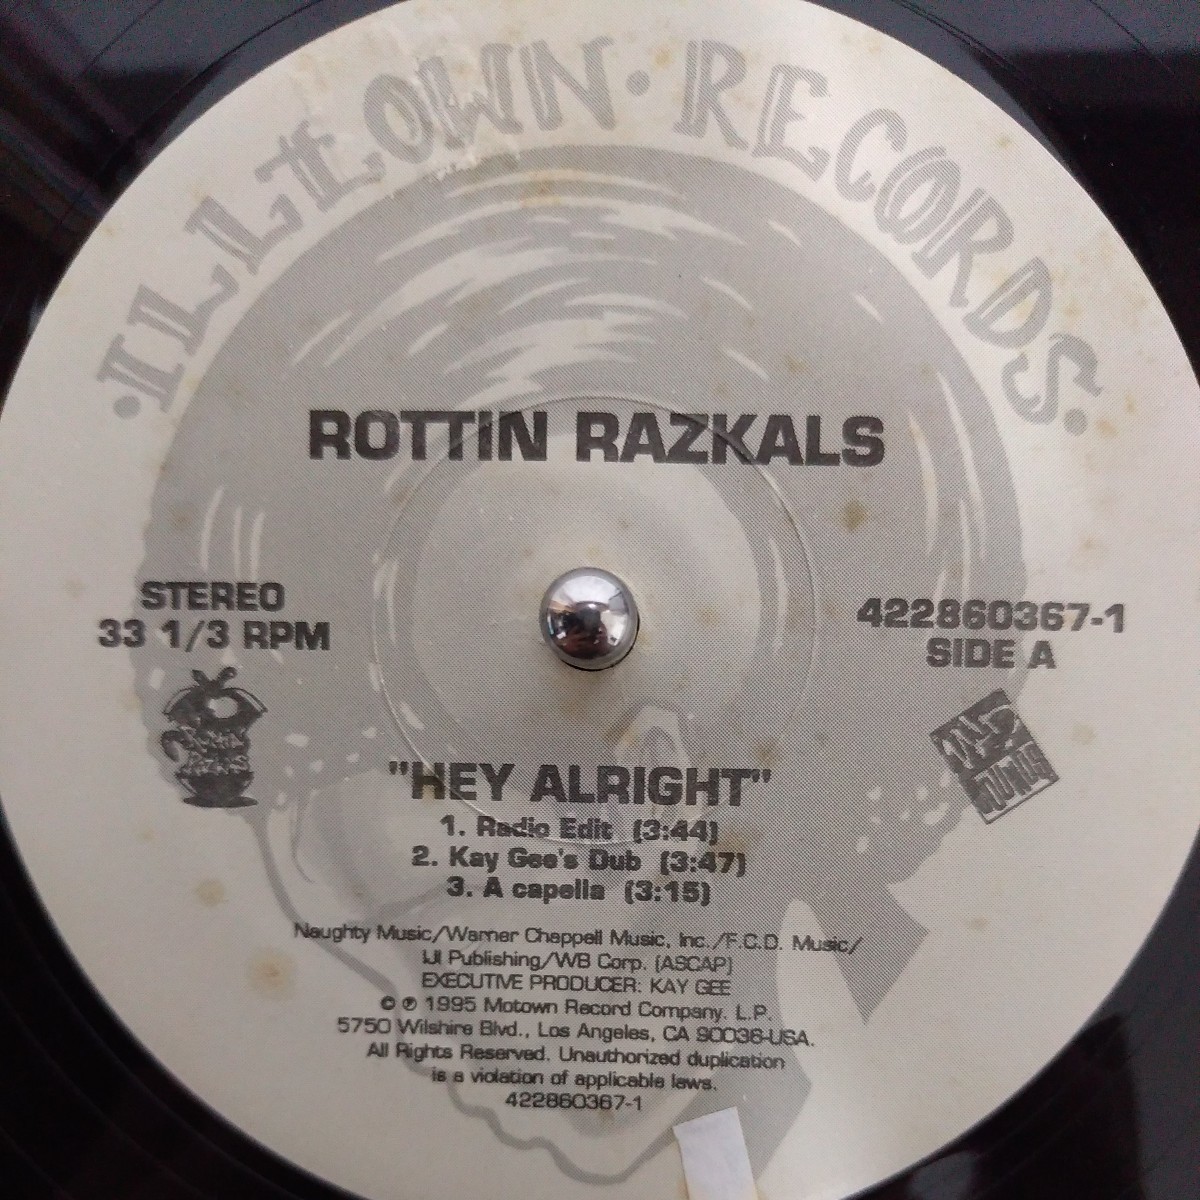 ·ILLTOWN·RECORDS·
ROTTIN RAZKALS
STEREO
33 1/3 RPM
422860367-1
SIDE A
"HEY ALRIGHT"
1. Radio Edit (3:44)
2. Kay Gee's Dub (3:47)
3. A capella (3:15)
Naughty Music/Warner Chappell Music, Inc./F.C.D. Music/
IJI Publishing/WB Corp. (ASCAP)
EXECUTIVE PRODUCER: KAY GEE
© ℗ 1995 Motown Record Company. L.P.
5750 Wilshire Blvd., Los Angeles, CA 90036-USA.
All Rights Reserved. Unauthorized duplication
is a violation of applicable laws.
422860367-1